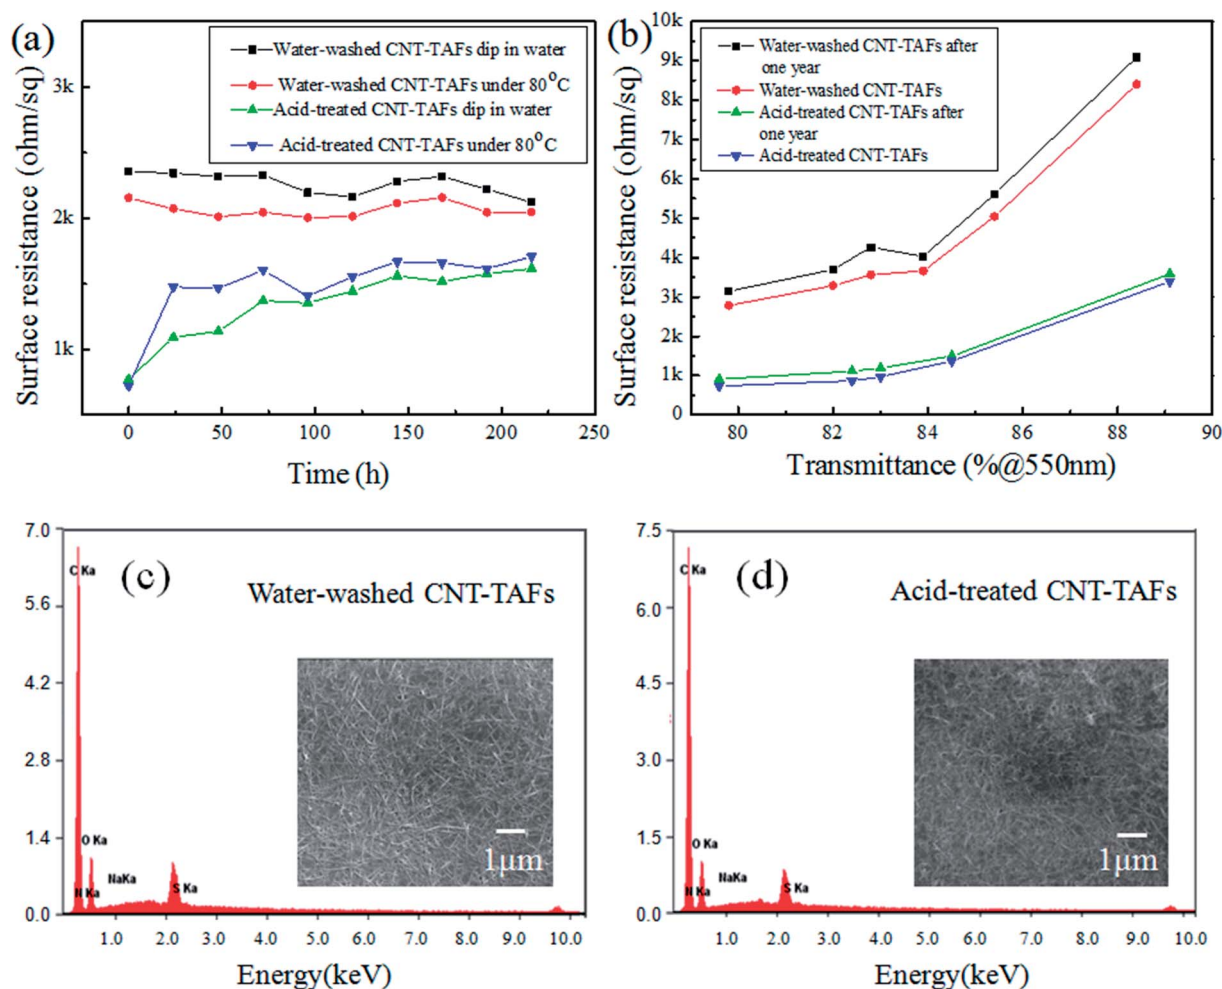 (a)
Water-washed CNT-TAFs dip in water
Water-washed CNT-TAFs under 80°C
Acid-treated CNT-TAFs dip in water
Acid-treated CNT-TAFs under 80°C
Surface resistance (ohm/sq)
3k
2k
1k
0 50 100 150 200 250
Time (h)
(b)
Water-washed CNT-TAFs after
one year
Water-washed CNT-TAFs
Acid-treated CNT-TAFs after
one year
Acid-treated CNT-TAFs
Surface resistance (ohm/sq)
10k
9k
8k
7k
6k
5k
4k
3k
2k
1k
0
80 82 84 86 88 90
Transmittance (%@550nm)
(c)
Water-washed CNT-TAFs
7.0
5.6
4.2
2.8
1.4
0.0
C Ka
O Ka
N Ka
NaKa
S Ka
1μm
1.0 2.0 3.0 4.0 5.0 6.0 7.0 8.0 9.0 10.0
Energy(keV)
(d)
Acid-treated CNT-TAFs
7.5
6.0
4.5
3.0
1.5
0.0
C Ka
O Ka
N Ka
NaKa
S Ka
1μm
1.0 2.0 3.0 4.0 5.0 6.0 7.0 8.0 9.0 10.0
Energy(keV)